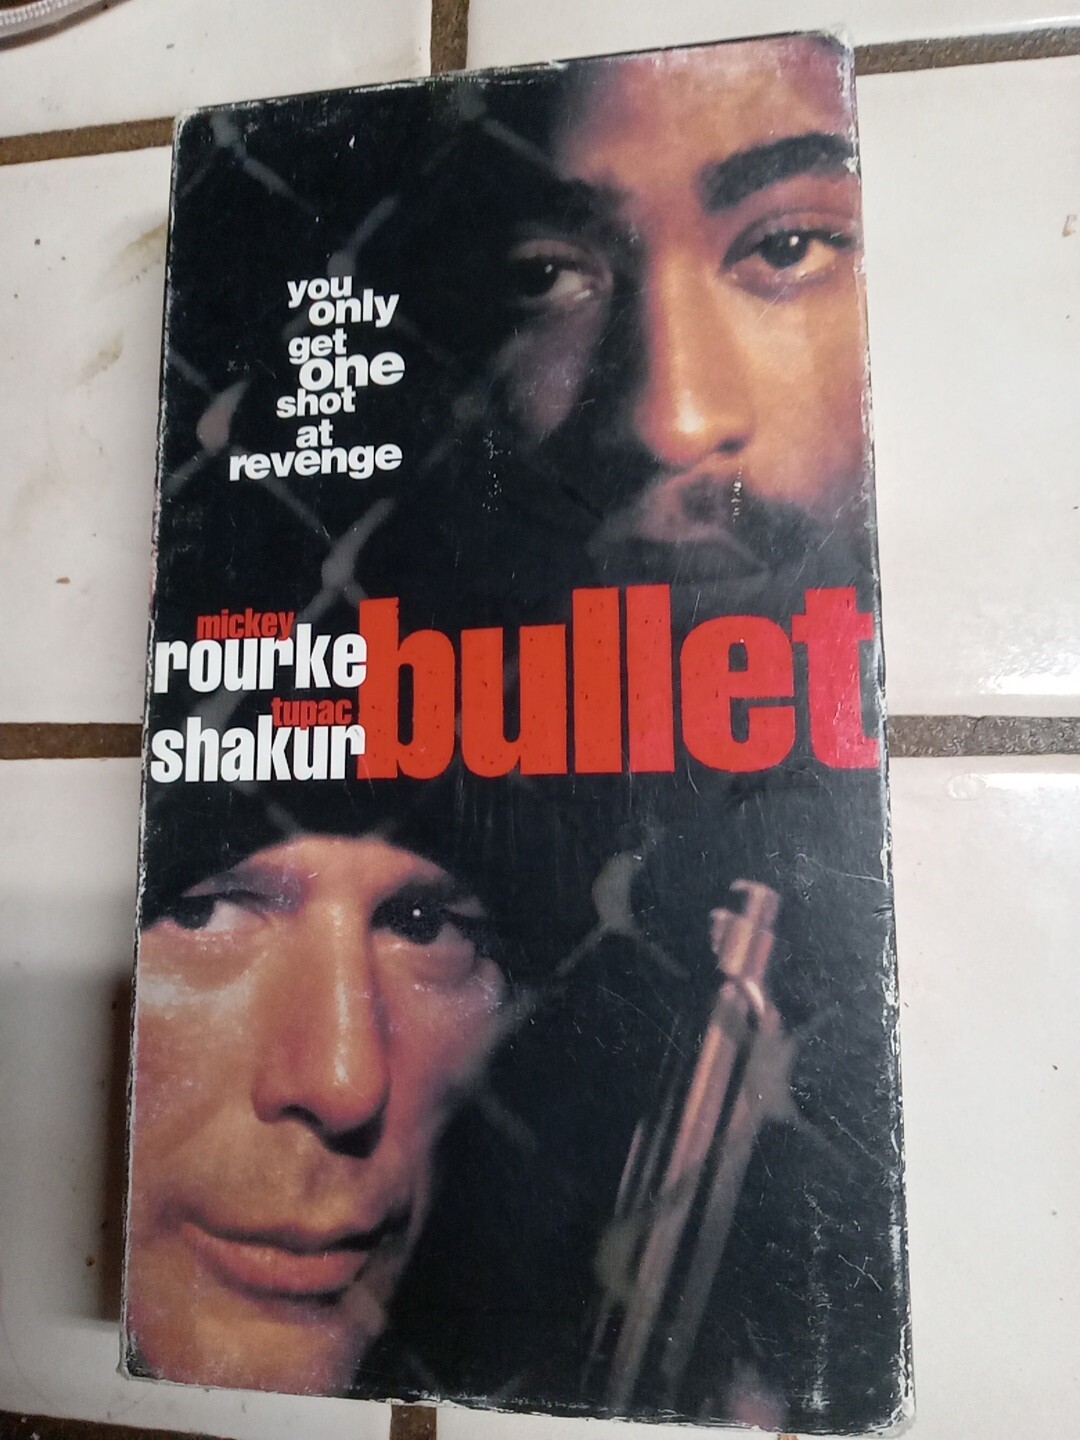 you
only
get
one
shot
at
revenge
mickey
rourke
tupac
shakur
bullet